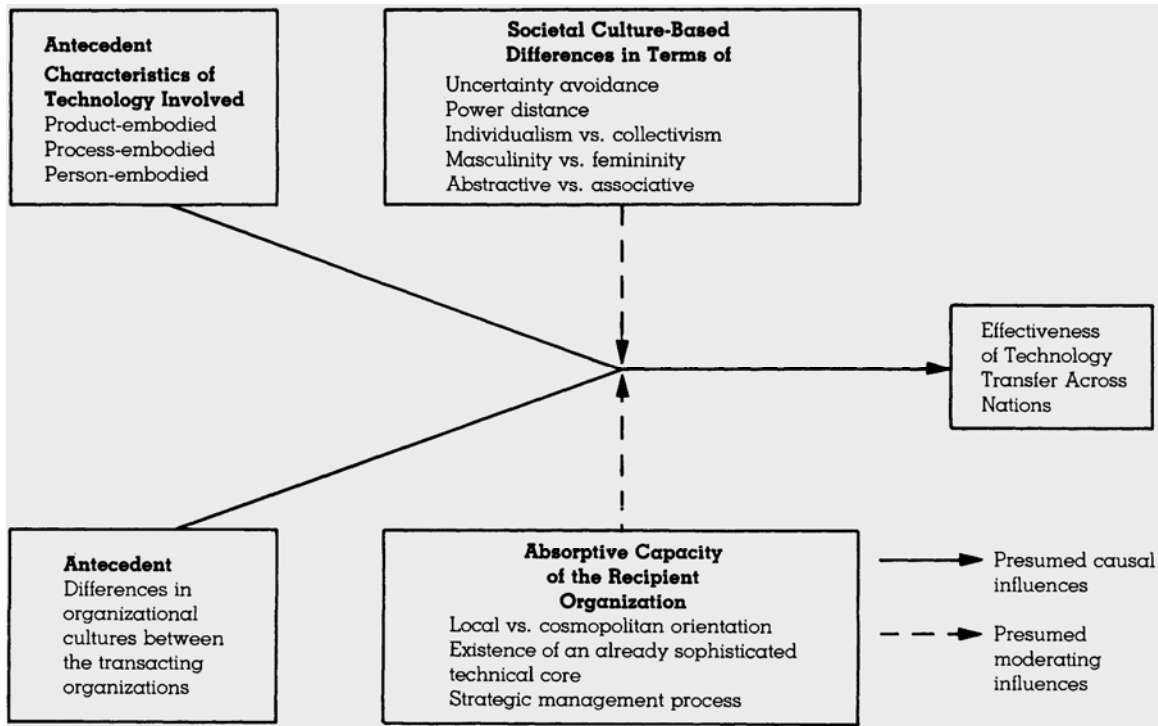 Antecedent
Characteristics of
Technology Involved
Product-embodied
Process-embodied
Person-embodied
Societal Culture-Based
Differences in Terms of
Uncertainty avoidance
Power distance
Individualism vs. collectivism
Masculinity vs. femininity
Abstractive vs. associative
Effectiveness
of Technology
Transfer Across
Nations
Antecedent
Differences in
organizational
cultures between
the transacting
organizations
Absorptive Capacity
of the Recipient
Organization
Local vs. cosmopolitan orientation
Existence of an already sophisticated
technical core
Strategic management process
Presumed causal
influences
Presumed
moderating
influences